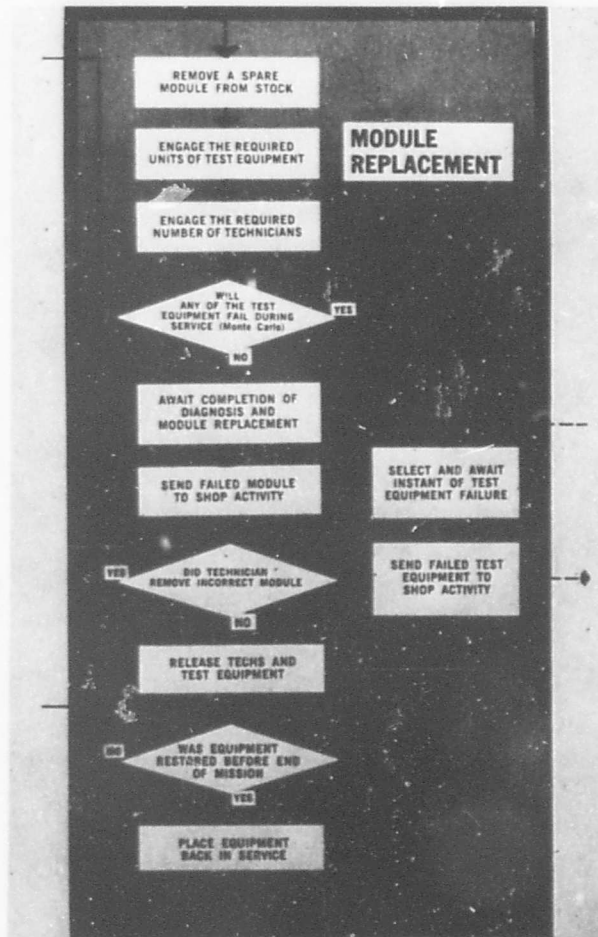 REMOVE A SPARE
MODULE FROM STOCK
MODULE
REPLACEMENT
ENGAGE THE REQUIRED
UNITS OF TEST EQUIPMENT
ENGAGE THE REQUIRED
NUMBER OF TECHNICIANS
WILL
ANY OF THE TEST
EQUIPMENT FAIL DURING
SERVICE (Monte Carlo)
YES
NO
AWAIT COMPLETION OF
DIAGNOSIS AND
MODULE REPLACEMENT
SEND FAILED MODULE
TO SHOP ACTIVITY
SELECT AND AWAIT
INSTANT OF TEST
EQUIPMENT FAILURE
YES
DID TECHNICIAN
REMOVE INCORRECT MODULE
NO
SEND FAILED TEST
EQUIPMENT TO
SHOP ACTIVITY
RELEASE TECHS AND
TEST EQUIPMENT
NO
WAS EQUIPMENT
RESTORED BEFORE END
OF MISSION
YES
PLACE EQUIPMENT
BACK IN SERVICE